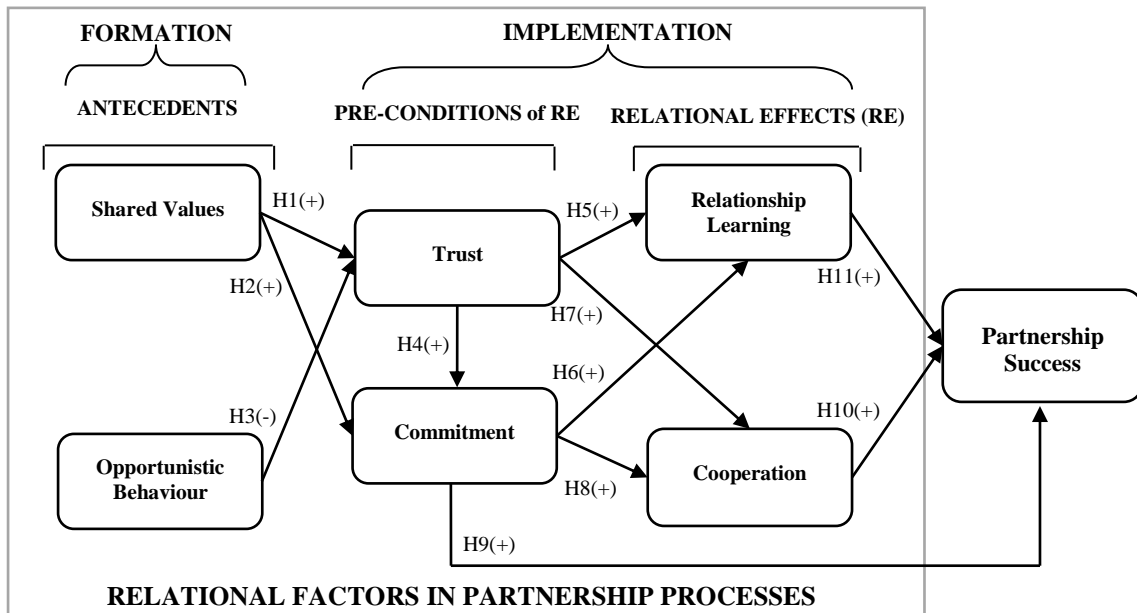 FORMATION
IMPLEMENTATION
ANTECEDENTS
PRE-CONDITIONS of RE
RELATIONAL EFFECTS (RE)
Shared Values
H1(+)
H2(+)
Trust
H5(+)
Relationship
Learning
H11(+)
H7(+)
H4(+)
H6(+)
Partnership
Success
H3(-)
Commitment
H10(+)
Opportunistic
Behaviour
H8(+)
Cooperation
H9(+)
RELATIONAL FACTORS IN PARTNERSHIP PROCESSES